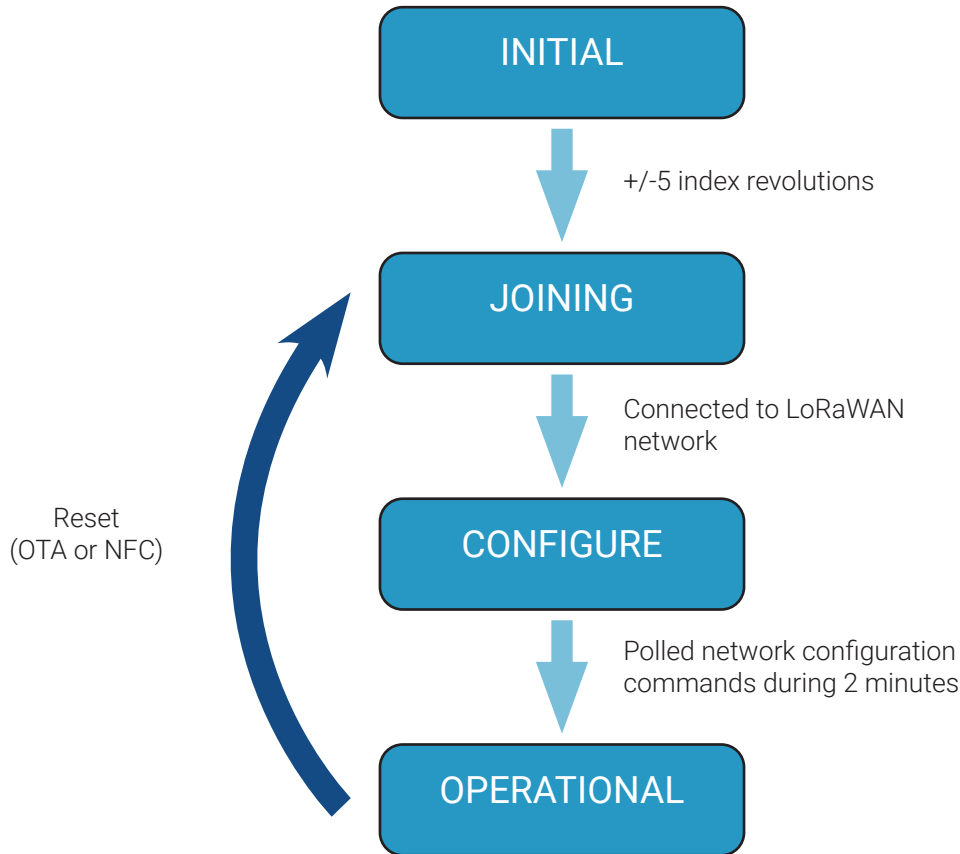 INITIAL
+/-5 index revolutions
JOINING
Connected to LoRaWAN
network
Reset
(OTA or NFC)
CONFIGURE
Polled network configuration
commands during 2 minutes
OPERATIONAL